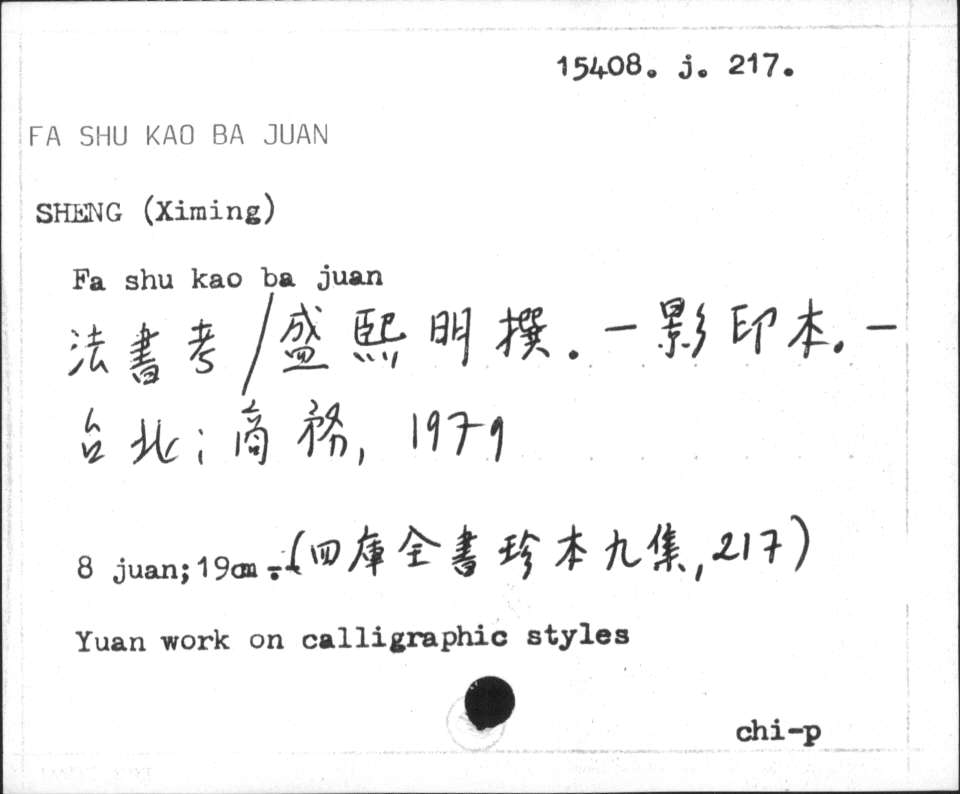 15408. j. 217.
FA SHU KAO BA JUAN
SHENG (Ximing)
Fa shu kao ba juan
法書考/盛熙明撰.—影印本.—
台北; 商務, 1979
8 juan; 19cm.-(四庫全書珍本九集, 217)
Yuan work on calligraphic styles
chi-p